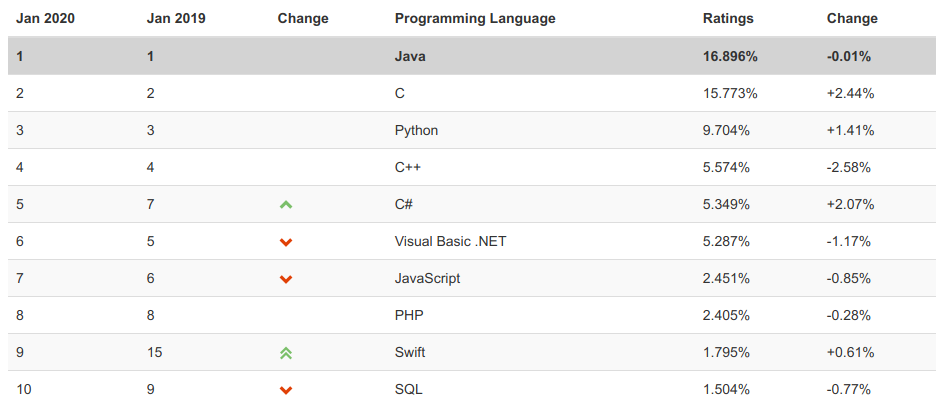 Jan 2020 Jan 2019 Change Programming Language Ratings Change
1 1 Java 16.896% -0.01%
2 2 C 15.773% +2.44%
3 3 Python 9.704% +1.41%
4 4 C++ 5.574% -2.58%
5 7 C# 5.349% +2.07%
6 5 Visual Basic .NET 5.287% -1.17%
7 6 JavaScript 2.451% -0.85%
8 8 PHP 2.405% -0.28%
9 15 Swift 1.795% +0.61%
10 9 SQL 1.504% -0.77%